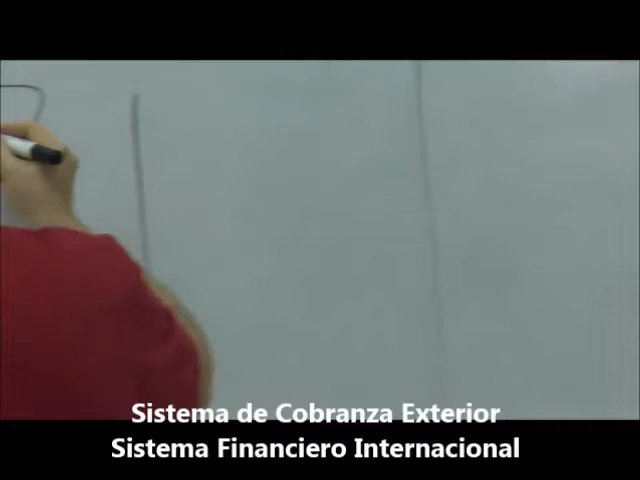 Sistema de Cobranza Exterior
Sistema Financiero Internacional